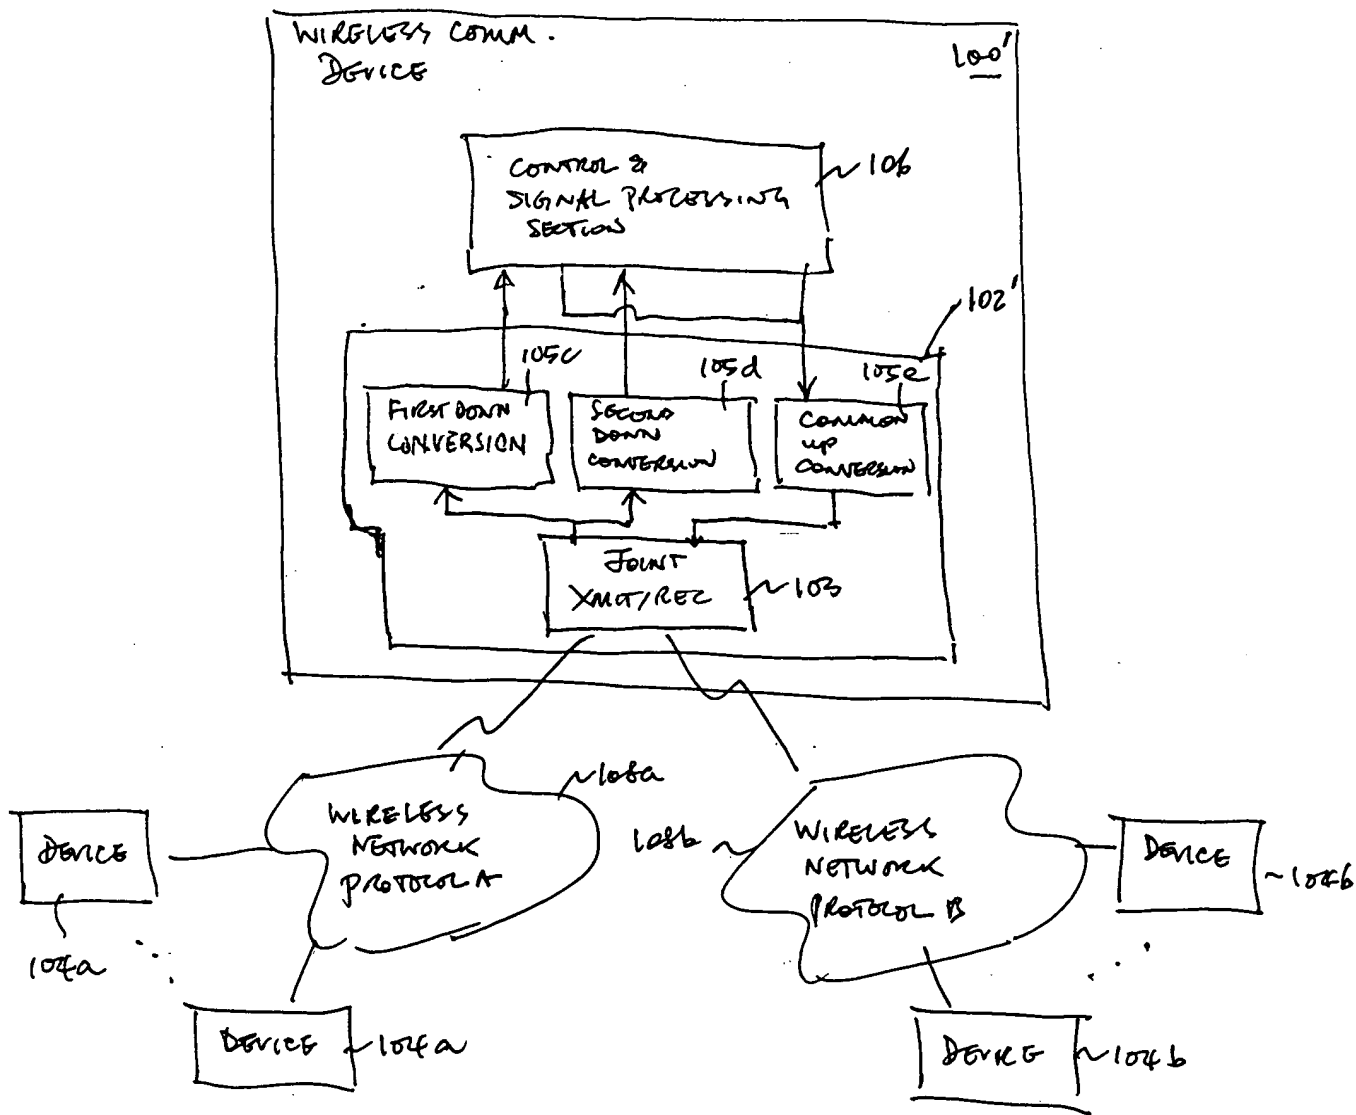 WIRELESS COMM.
DEVICE
100'
CONTROL &
SIGNAL PROCESSING
SECTION
106
102'
105c
105d
105e
FIRST DOWN
CONVERSION
SECOND
DOWN
CONVERSION
COMMON
UP
CONVERSION
JOINT
XMIT/REC
103
108a
WIRELESS
NETWORK
PROTOCOL A
108b
WIRELESS
NETWORK
PROTOCOL B
DEVICE
104a
DEVICE
104b
DEVICE
104a
DEVICE
104b